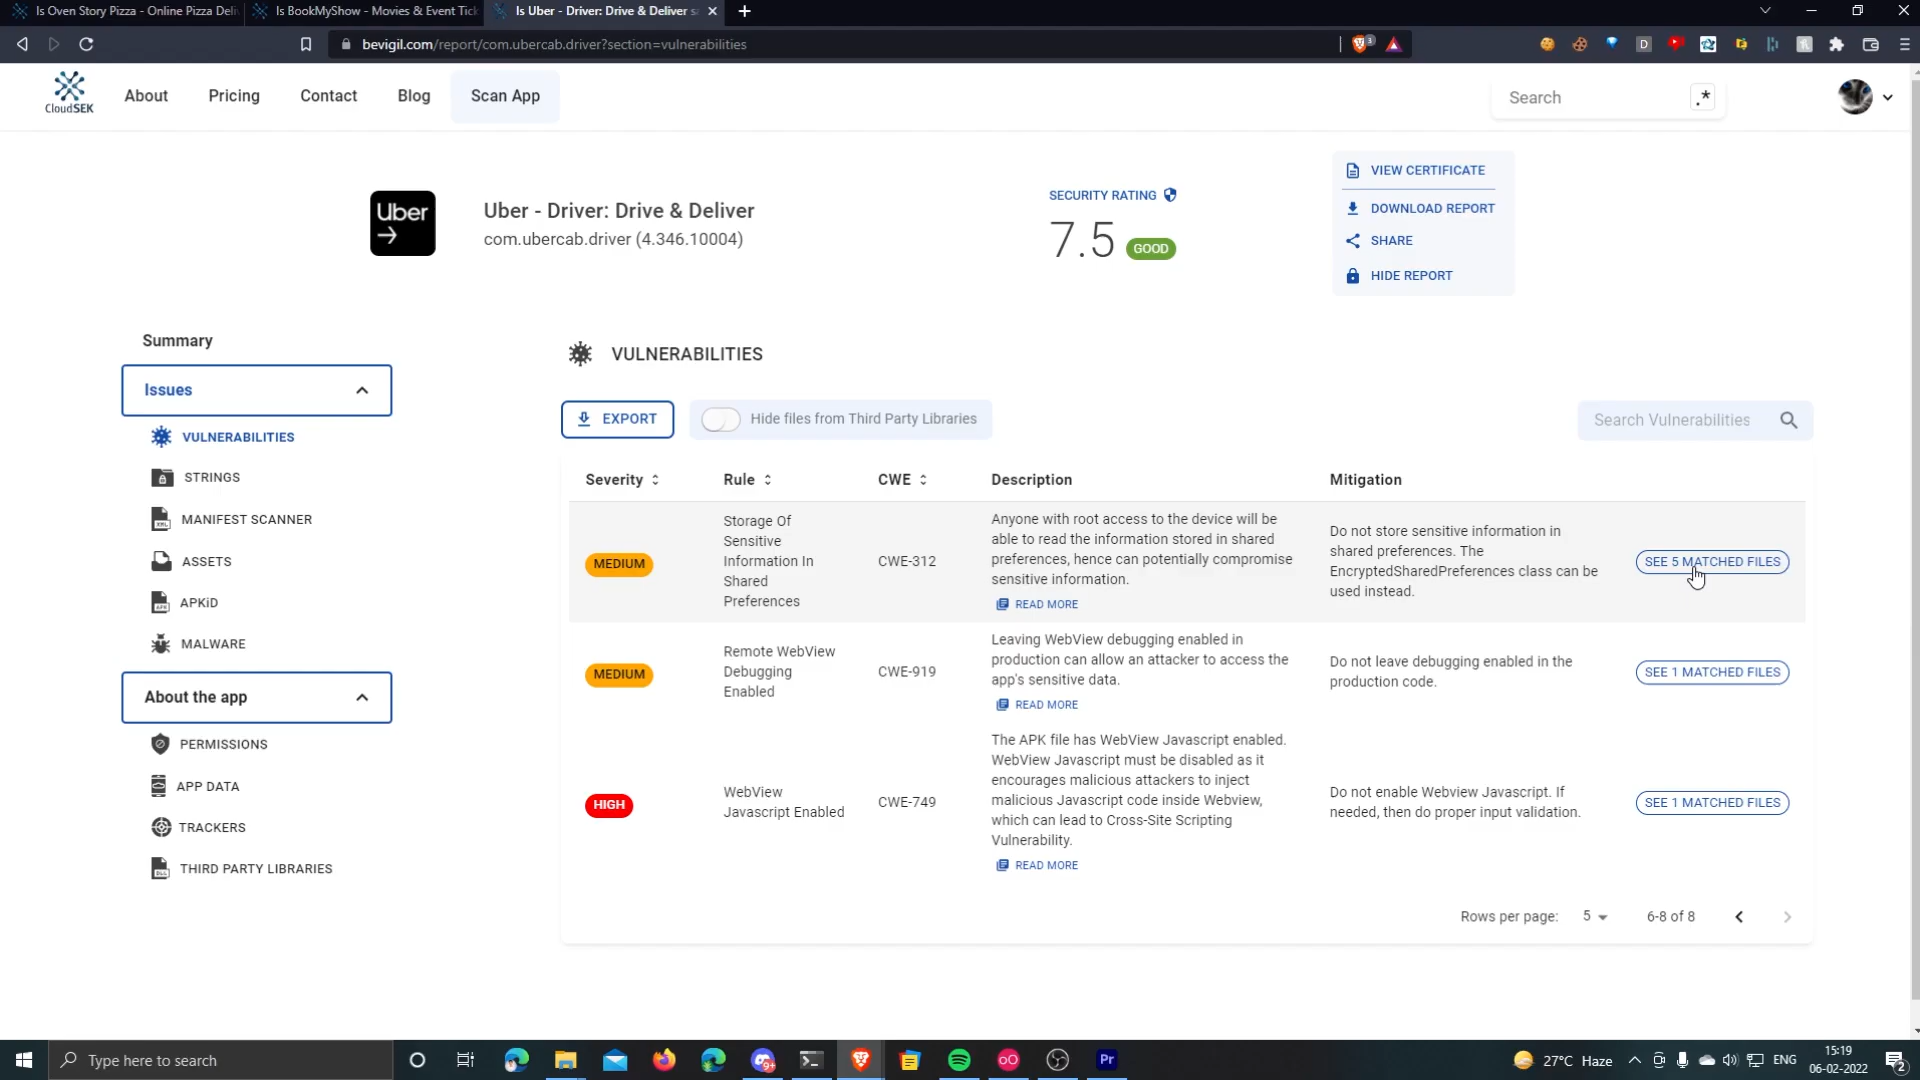 Is Oven Story Pizza - Online Pizza Deli
Is BookMyShow - Movies & Event Tick
Is Uber - Driver: Drive & Deliver s
bevigil.com/report/com.ubercab.driver?section=vulnerabilities
CloudSEK
About
Pricing
Contact
Blog
Scan App
Search
.*
Uber
Uber - Driver: Drive & Deliver
com.ubercab.driver (4.346.10004)
SECURITY RATING
7.5 GOOD
VIEW CERTIFICATE
DOWNLOAD REPORT
SHARE
HIDE REPORT
Summary
Issues
VULNERABILITIES
STRINGS
MANIFEST SCANNER
ASSETS
APKiD
MALWARE
About the app
PERMISSIONS
APP DATA
TRACKERS
THIRD PARTY LIBRARIES
VULNERABILITIES
EXPORT
Hide files from Third Party Libraries
Search Vulnerabilities
Severity
Rule
CWE
Description
Mitigation
MEDIUM
Storage Of
Sensitive
Information In
Shared
Preferences
CWE-312
Anyone with root access to the device will be
able to read the information stored in shared
preferences, hence can potentially compromise
sensitive information.
READ MORE
Do not store sensitive information in
shared preferences. The
EncryptedSharedPreferences class can be
used instead.
SEE 5 MATCHED FILES
MEDIUM
Remote WebView
Debugging
Enabled
CWE-919
Leaving WebView debugging enabled in
production can allow an attacker to access the
app's sensitive data.
READ MORE
Do not leave debugging enabled in the
production code.
SEE 1 MATCHED FILES
HIGH
WebView
Javascript Enabled
CWE-749
The APK file has WebView Javascript enabled.
WebView Javascript must be disabled as it
encourages malicious attackers to inject
malicious Javascript code inside Webview,
which can lead to Cross-Site Scripting
Vulnerability.
READ MORE
Do not enable Webview Javascript. If
needed, then do proper input validation.
SEE 1 MATCHED FILES
Rows per page: 5
6-8 of 8
Type here to search
Pr
27°C Haze
ENG
15:19
06-02-2022
2